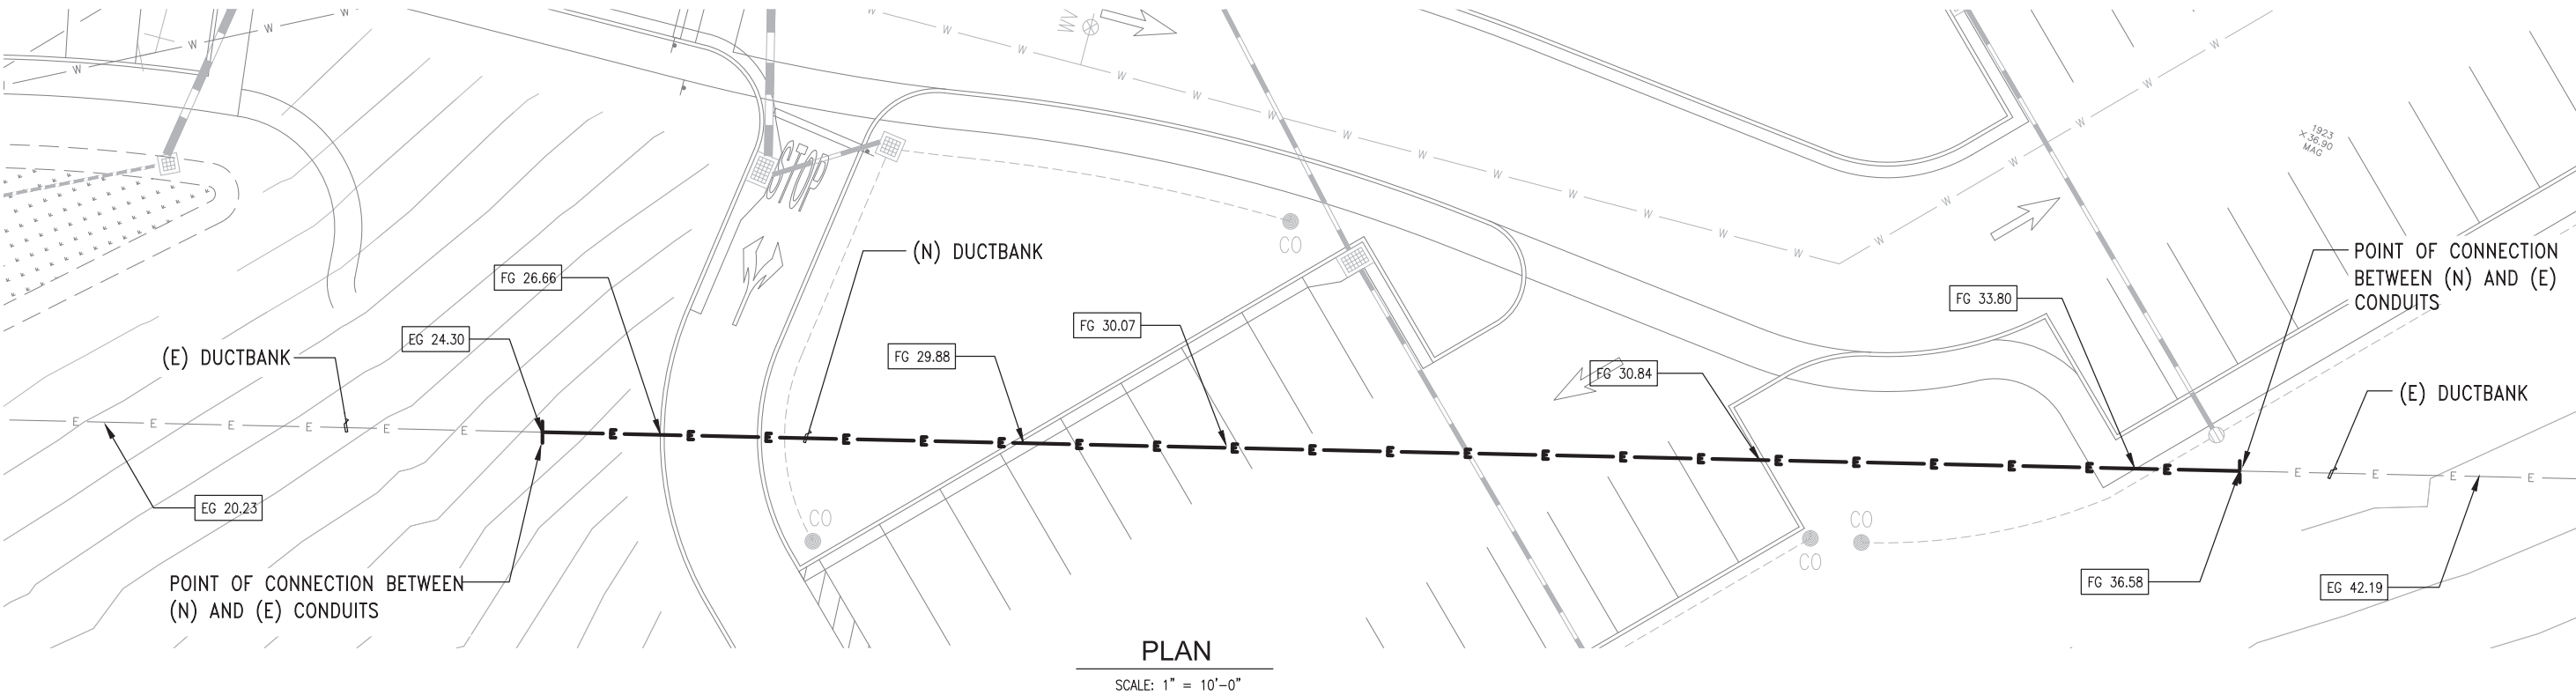 W W W
W W W W W W W W W W W W W
WV
W W W W W W
1923
36.90
MAG
STOP
CO
(N) DUCTBANK
POINT OF CONNECTION
BETWEEN (N) AND (E)
CONDUITS
FG 26.66
FG 33.80
FG 30.07
EG 24.30
(E) DUCTBANK
FG 29.88
FG 30.84
(E) DUCTBANK
E E E E E E
E E E E E E E E E E E E E E E E E E E E E
E E E E
EG 20.23
CO
CO
CO
POINT OF CONNECTION BETWEEN
(N) AND (E) CONDUITS
FG 36.58
EG 42.19
PLAN
SCALE: 1" = 10'-0"